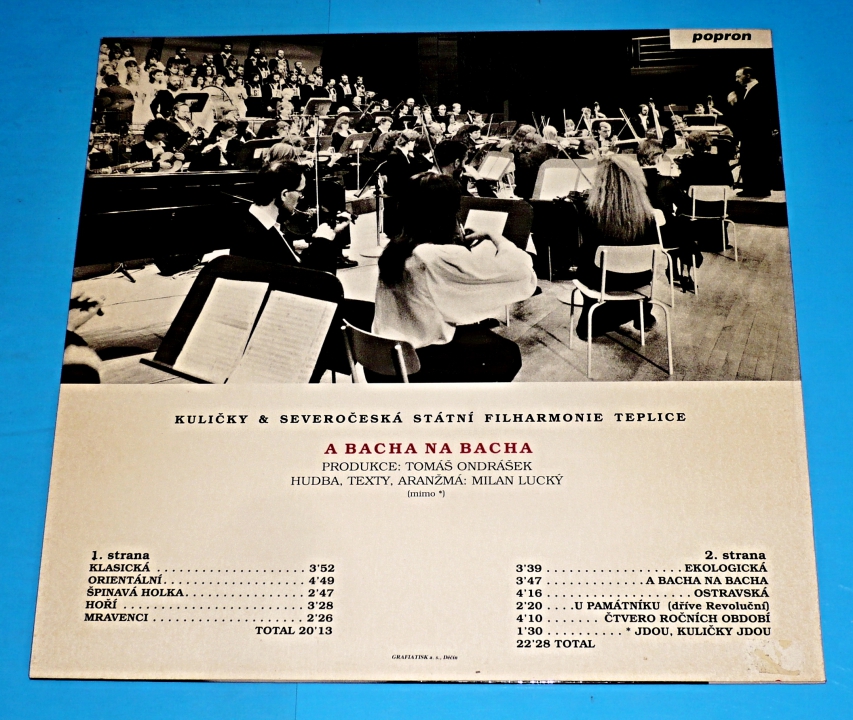 popron
KULIČKY & SEVEROČESKÁ STÁTNÍ FILHARMONIE TEPLICE
A BACHA NA BACHA
PRODUKCE: TOMÁŠ ONDRÁŠEK
HUDBA, TEXTY, ARANŽMÁ: MILAN LUCKÝ
(mimo *)
1. strana
KLASICKÁ . . . . . . . . . . . . . . . . . . . . . 3'52
ORIENTÁLNÍ . . . . . . . . . . . . . . . . . . . . 4'49
ŠPINAVÁ HOLKA . . . . . . . . . . . . . . . . . 2'47
HOŘÍ . . . . . . . . . . . . . . . . . . . . . . . . . . 3'28
MRAVENCI . . . . . . . . . . . . . . . . . . . . . 2'26
TOTAL 20'13
2. strana
3'39 . . . . . . . . . . . . . . . . . . . EKOLOGICKÁ
3'47 . . . . . . . . . . . . . A BACHA NA BACHA
4'16 . . . . . . . . . . . . . . . . . . . . OSTRAVSKÁ
2'20 . . . . U PAMÁTNÍKU (dříve Revoluční)
4'10 . . . . . . . . ČTVERO ROČNÍCH OBDOBÍ
1'30 . . . . . . . . . . . * JDOU, KULIČKY JDOU
22'28 TOTAL
GRAFIATISK a. s., Děčín